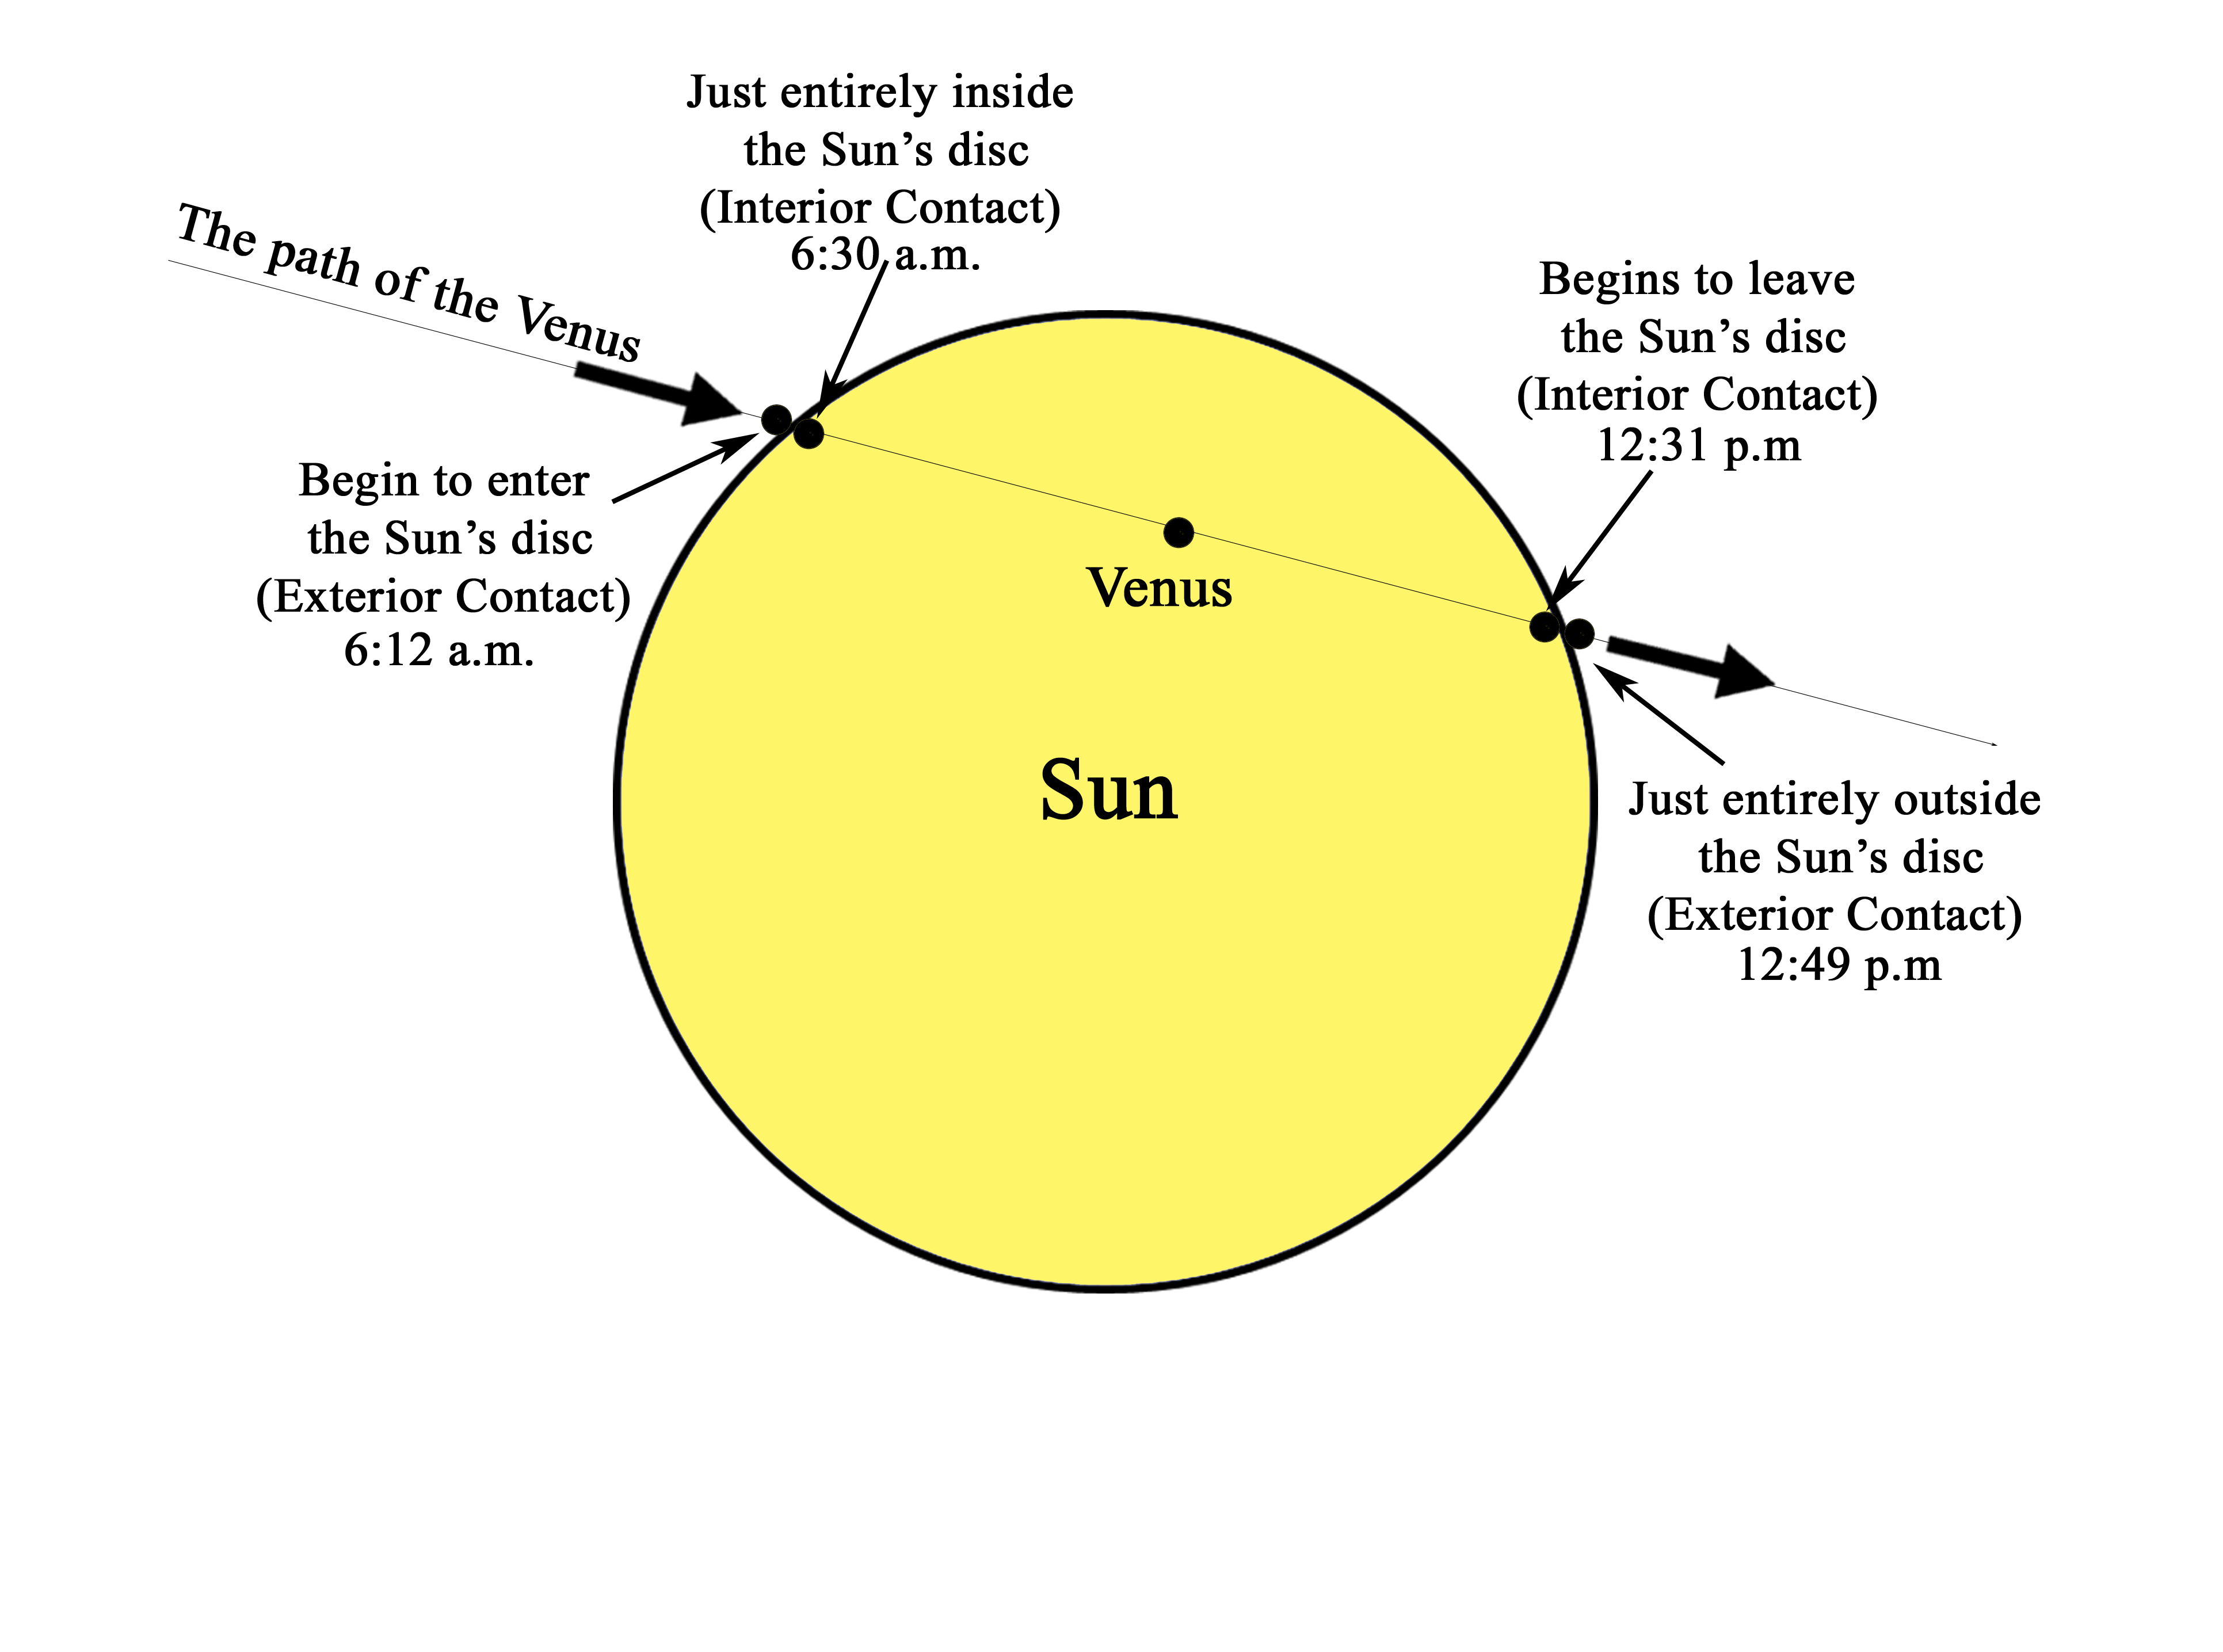 Just entirely inside
the Sun's disc
(Interior Contact)
6:30 a.m.
The path of the Venus
Begins to leave
the Sun's disc
(Interior Contact)
12:31 p.m
Begin to enter
the Sun's disc
(Exterior Contact)
6:12 a.m.
Venus
Sun
Just entirely outside
the Sun's disc
(Exterior Contact)
12:49 p.m